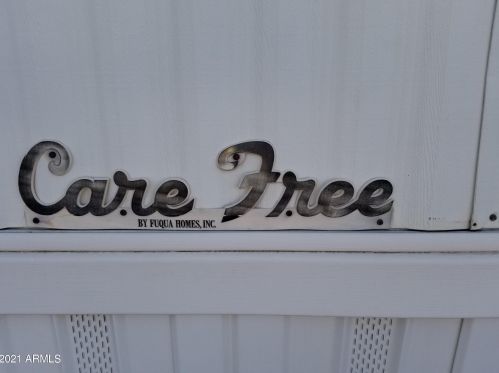 Care Free
BY FUQUA HOMES, INC.
2021 ARMLS